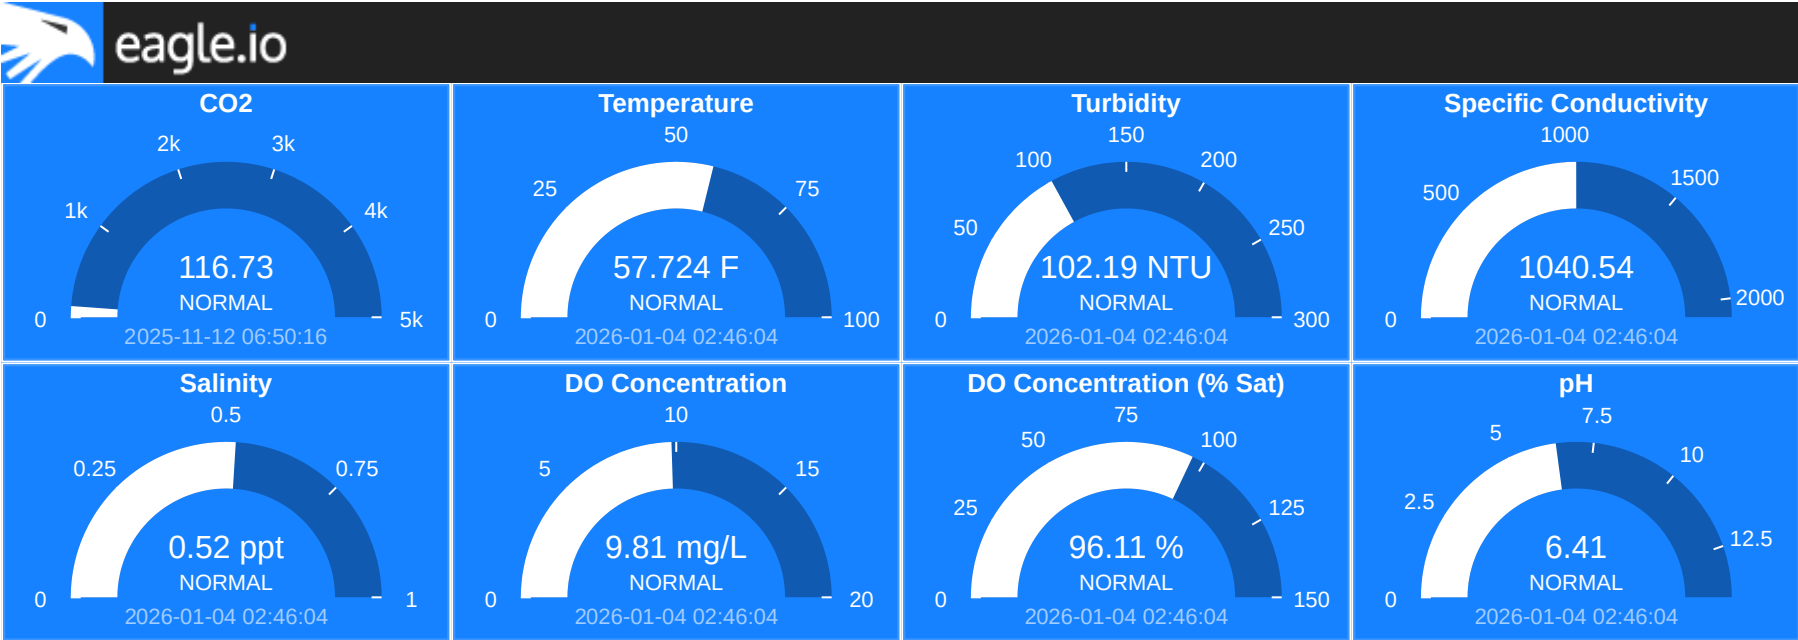 eagle.io
CO2
0
1k
2k
3k
4k
5k
116.73
NORMAL
2025-11-12 06:50:16
Temperature
0
25
50
75
100
57.724 F
NORMAL
2026-01-04 02:46:04
Turbidity
0
50
100
150
200
250
300
102.19 NTU
NORMAL
2026-01-04 02:46:04
Specific Conductivity
0
500
1000
1500
2000
1040.54
NORMAL
2026-01-04 02:46:04
Salinity
0
0.25
0.5
0.75
1
0.52 ppt
NORMAL
2026-01-04 02:46:04
DO Concentration
0
5
10
15
20
9.81 mg/L
NORMAL
2026-01-04 02:46:04
DO Concentration (% Sat)
0
25
50
75
100
125
150
96.11 %
NORMAL
2026-01-04 02:46:04
pH
0
2.5
5
7.5
10
12.5
6.41
NORMAL
2026-01-04 02:46:04